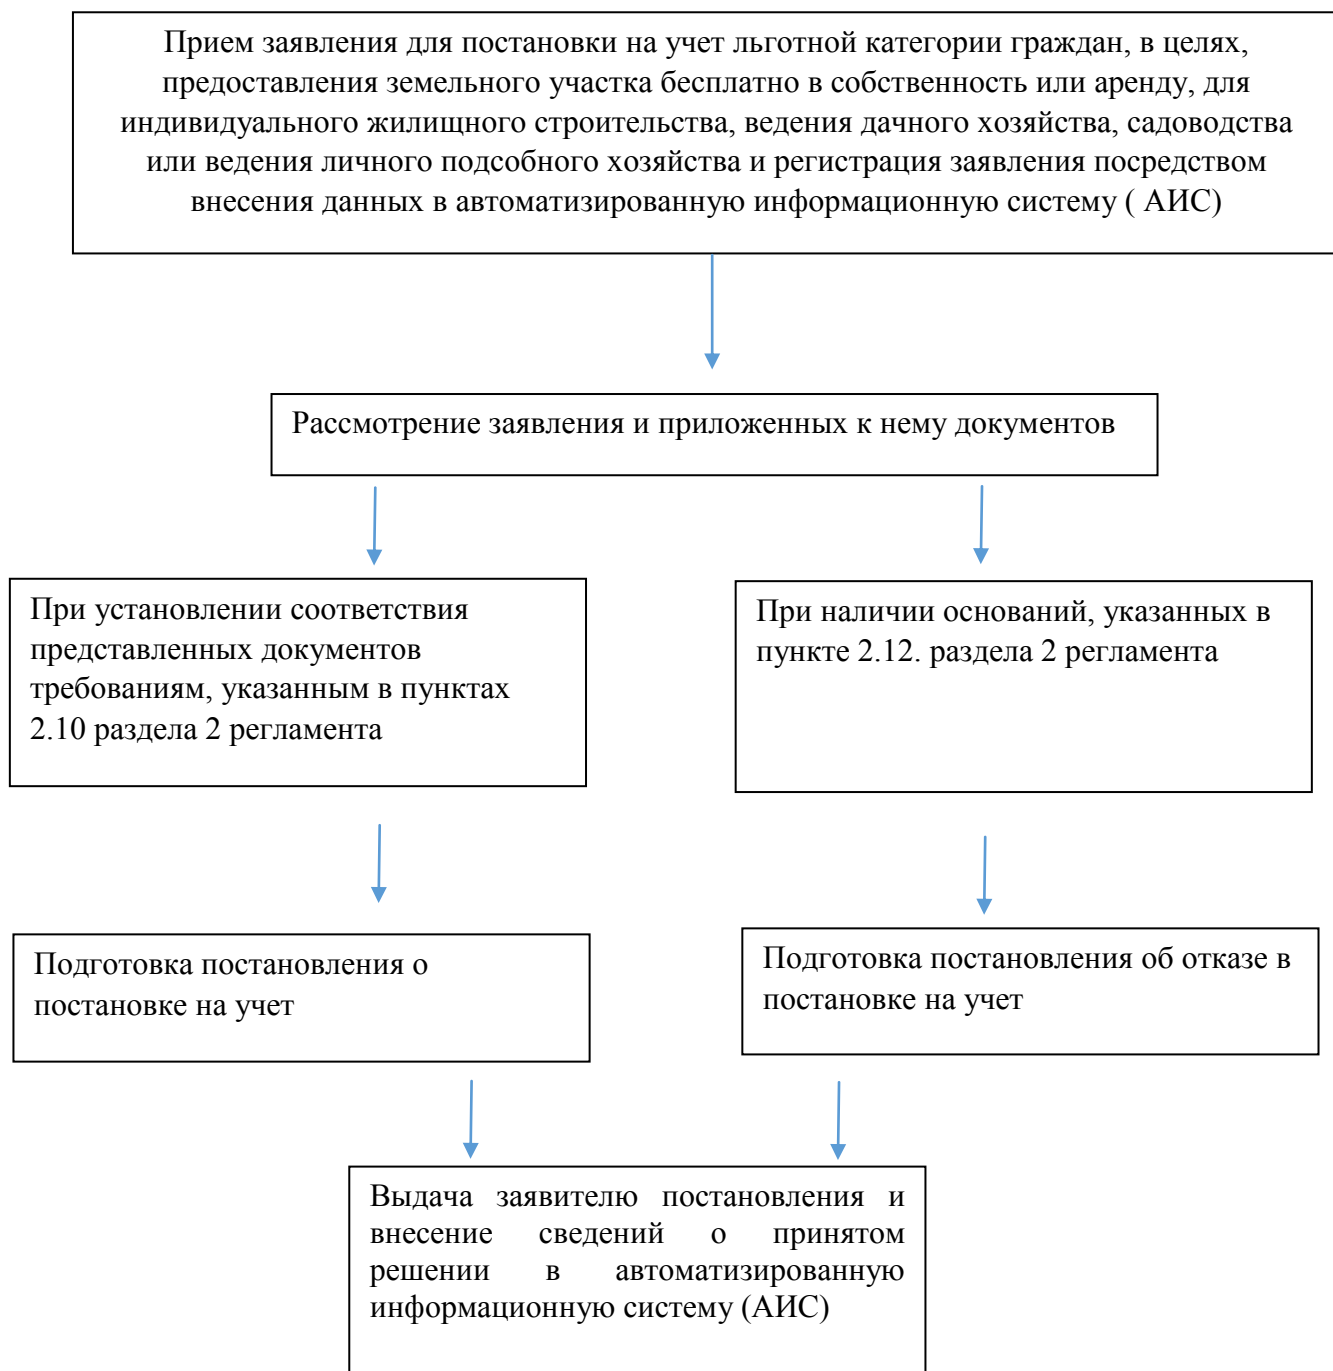 Прием заявления для постановки на учет льготной категории граждан, в целях,
предоставления земельного участка бесплатно в собственность или аренду, для
индивидуального жилищного строительства, ведения дачного хозяйства, садоводства
или ведения личного подсобного хозяйства и регистрация заявления посредством
внесения данных в автоматизированную информационную систему ( АИС)
Рассмотрение заявления и приложенных к нему документов
При установлении соответствия
представленных документов
требованиям, указанным в пунктах
2.10 раздела 2 регламента
При наличии оснований, указанных в
пункте 2.12. раздела 2 регламента
Подготовка постановления о
постановке на учет
Подготовка постановления об отказе в
постановке на учет
Выдача заявителю постановления и
внесение сведений о принятом
решении в автоматизированную
информационную систему (АИС)